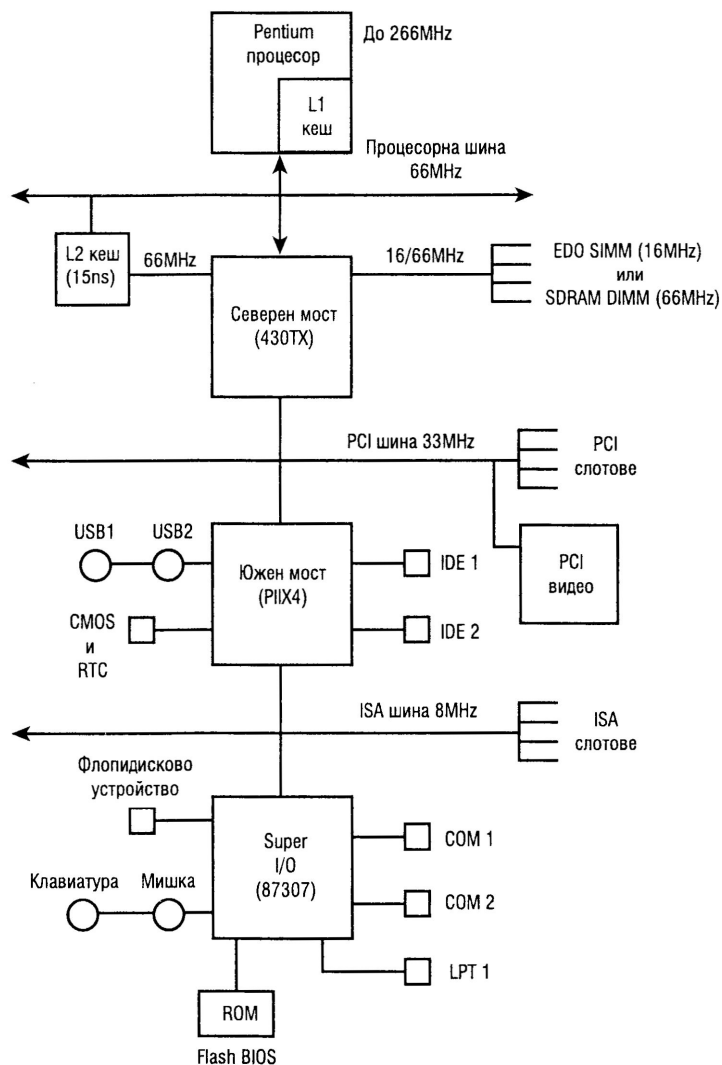 Pentium
процесор
До 266MHz
L1
кеш
Процесорна шина
66MHz
L2 кеш
(15ns)
66MHz
16/66MHz
EDO SIMM (16MHz)
или
SDRAM DIMM (66MHz)
Северен мост
(430TX)
PCI шина 33MHz
PCI
слотове
USB1
USB2
Южен мост
(PIIX4)
IDE 1
PCI
видео
CMOS
и
RTC
IDE 2
ISA шина 8MHz
ISA
слотове
Флопидисково
устройство
Super
I/O
(87307)
COM 1
Клавиатура
Мишка
COM 2
LPT 1
ROM
Flash BIOS